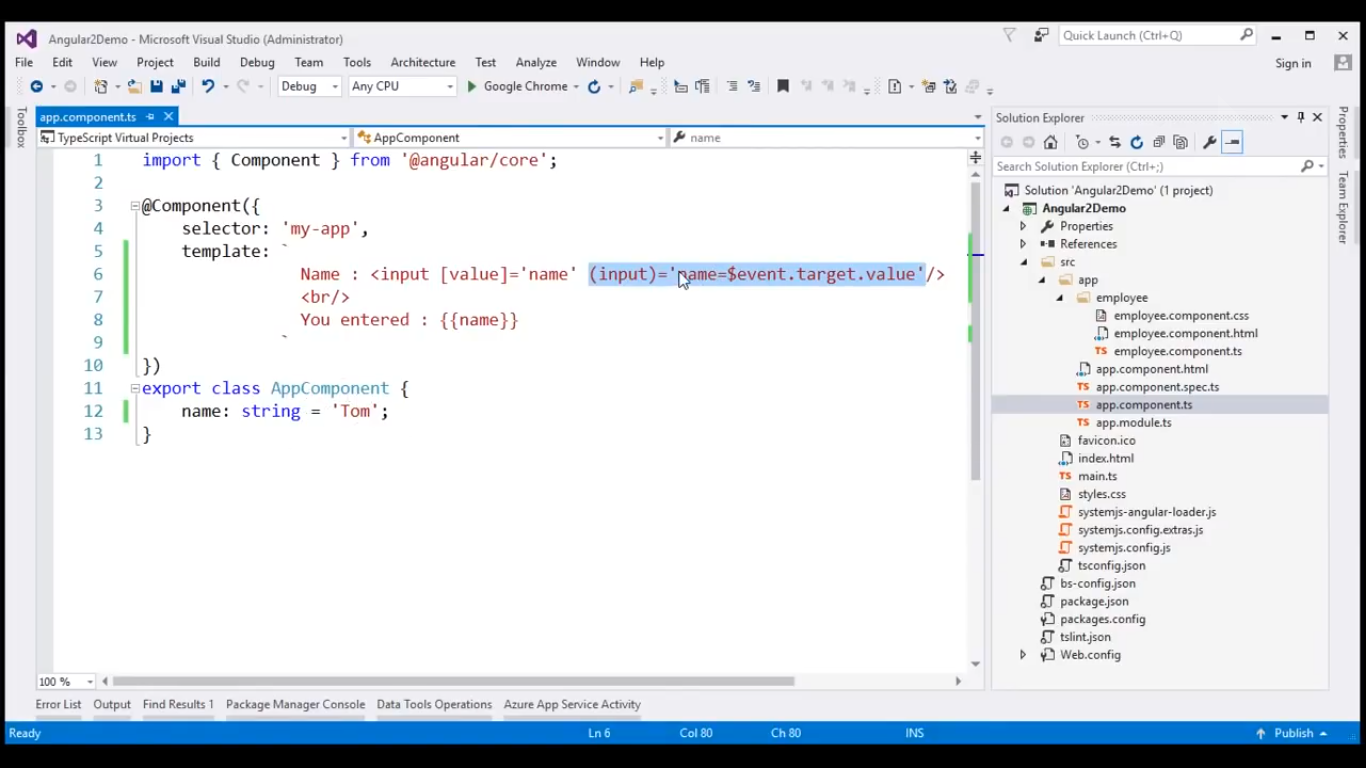 Angular2Demo - Microsoft Visual Studio (Administrator)
Quick Launch (Ctrl+Q)
File Edit View Project Build Debug Team Tools Architecture Test Analyze Window Help
Sign in
Debug Any CPU Google Chrome
Toolbox
app.component.ts
TypeScript Virtual Projects AppComponent name
1 import { Component } from '@angular/core';
2
3 @Component({
4 selector: 'my-app',
5 template: `
6 Name : <input [value]='name' (input)='name=$event.target.value'/>
7 <br/>
8 You entered : {{name}}
9 `
10 })
11 export class AppComponent {
12 name: string = 'Tom';
13 }
100 %
Solution Explorer
Search Solution Explorer (Ctrl+;)
Solution 'Angular2Demo' (1 project)
Angular2Demo
Properties
References
src
app
employee
employee.component.css
employee.component.html
employee.component.ts
app.component.html
app.component.spec.ts
app.component.ts
app.module.ts
favicon.ico
index.html
main.ts
styles.css
systemjs-angular-loader.js
systemjs.config.extras.js
systemjs.config.js
tsconfig.json
bs-config.json
package.json
packages.config
tslint.json
Web.config
Properties
Team Explorer
Error List Output Find Results 1 Package Manager Console Data Tools Operations Azure App Service Activity
Ready Ln 6 Col 80 Ch 80 INS Publish